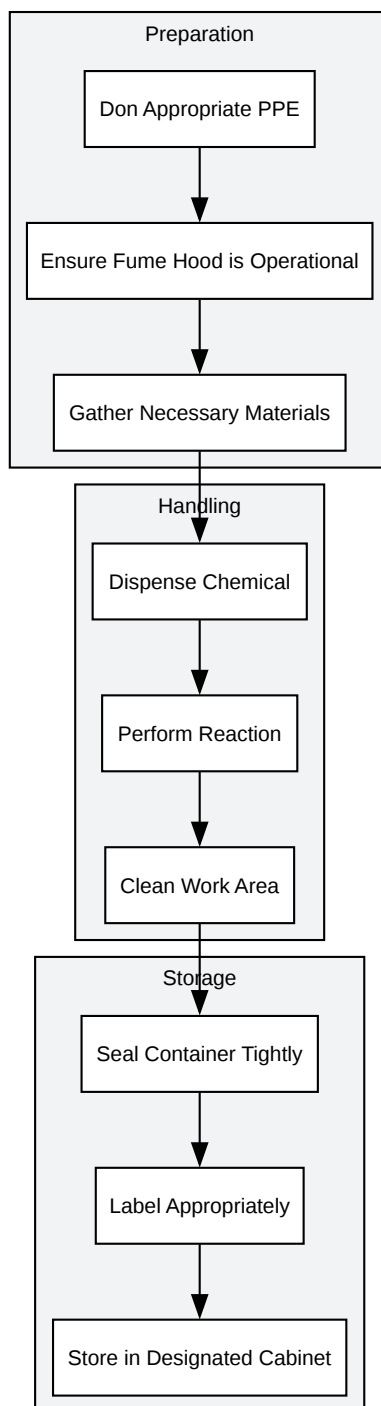 Preparation
Don Appropriate PPE
Ensure Fume Hood is Operational
Gather Necessary Materials
Handling
Dispense Chemical
Perform Reaction
Clean Work Area
Storage
Seal Container Tightly
Label Appropriately
Store in Designated Cabinet